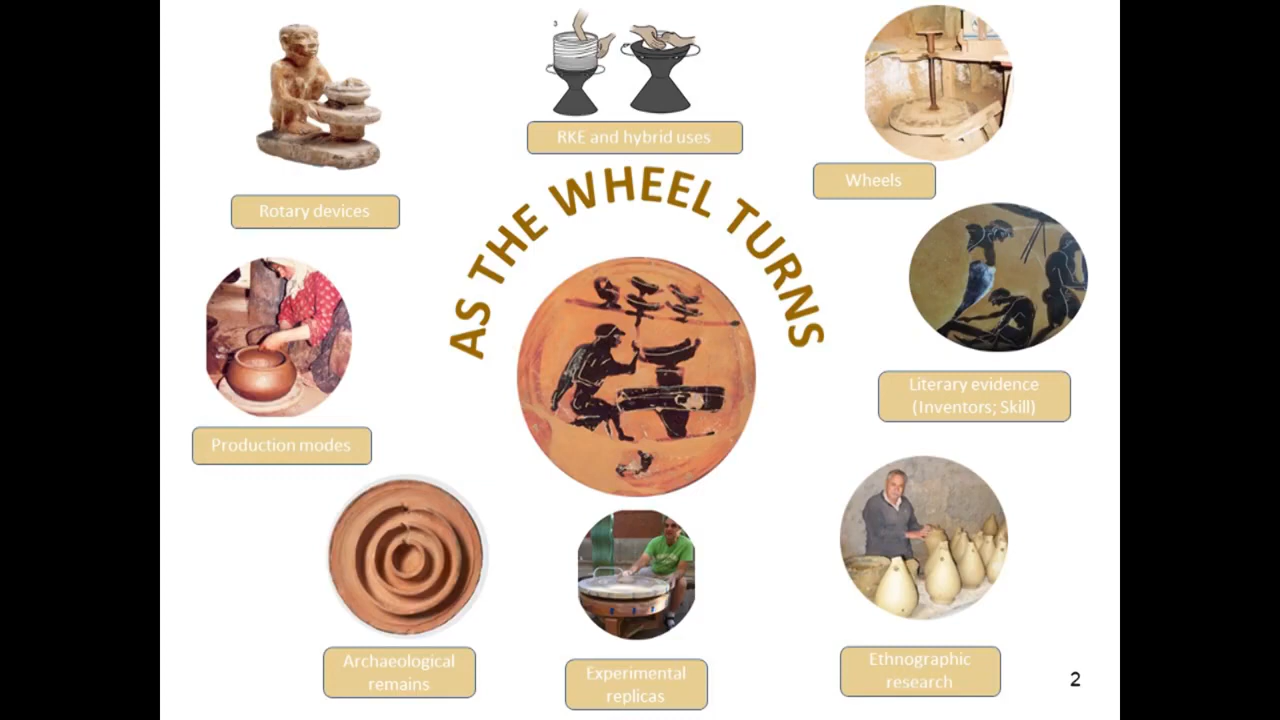 3
RKE and hybrid uses
Wheels
Rotary devices
AS THE WHEEL TURNS
Literary evidence
(Inventors; Skill)
Production modes
Archaeological
remains
Experimental
replicas
Ethnographic
research
2